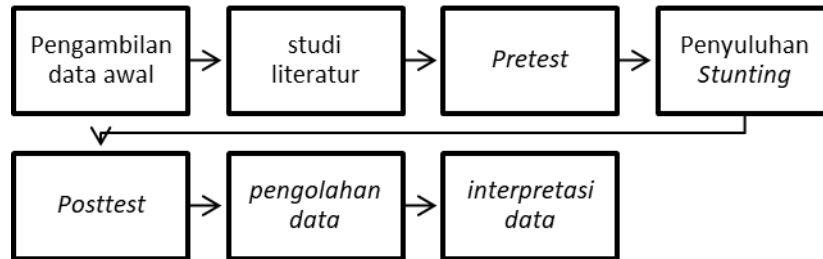 Pengambilan
data awal
studi
literatur
Pretest
Penyuluhan
Stunting
Posttest
pengolahan
data
interpretasi
data